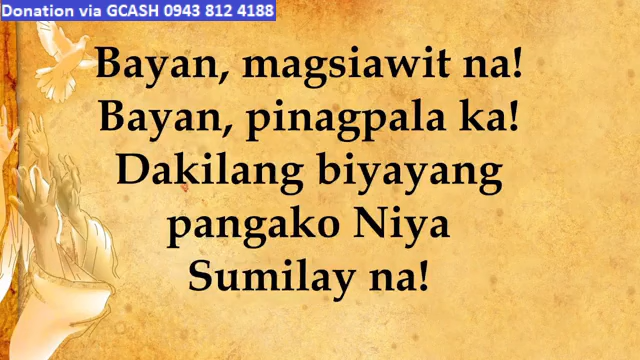 Donation via GCASH 0943 812 4188
Bayan, magsiawit na!
Bayan, pinagpala ka!
Dakilang biyayang
pangako Niya
Sumilay na!